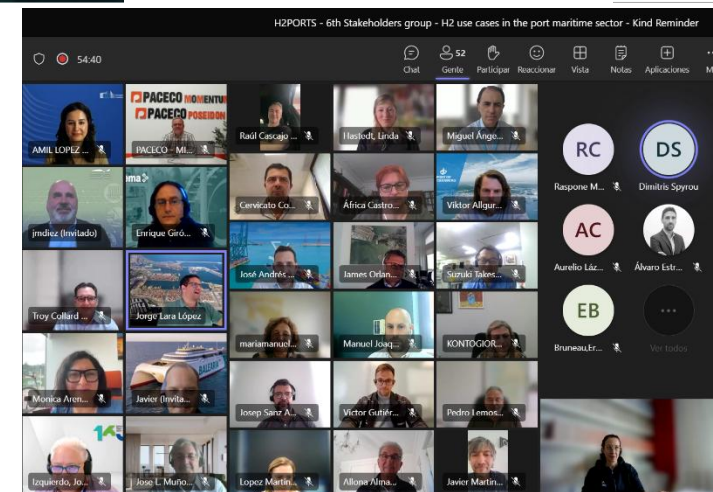 H2PORTS - 6th Stakeholders group - H2 use cases in the port maritime sector - Kind Reminder
54:40
52
Chat Gente Participar Reaccionar Vista Notas Aplicaciones M
PACECO MOMENTU
PACECO POSEIDON
AMIL LOPEZ ...
PACECO - MI...
Raúl Cascajo ...
Hastedt, Linda
Miguel Ánge...
RC
DS
Raspone M...
Dimitris Spyrou
jmdiez (Invitado)
ema
Enrique Giró...
Cervicato Co...
África Castro...
Viktor Allgur...
AC
Aurelio Láz...
Álvaro Estr...
Troy Collard ...
Jorge Lara López
José Andrés ...
James Orlan...
Suzuki Takes...
EB
Bruneau,Er...
Ver todos
mariamanuel...
Manuel Joaq...
KONTOGIOR...
Monica Aren...
Javier (Invita...
BALEÀRIA
Josep Sanz A...
Víctor Gutiér...
Pedro Lemos...
Izquierdo, Jo...
Jose L. Muño...
Lopez Martin...
Allona Alma...
Javier Martín...